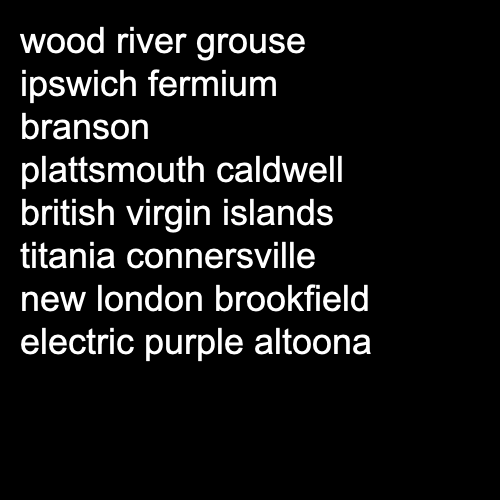 wood river grouse
ipswich fermium
branson
plattsmouth caldwell
british virgin islands
titania connersville
new london brookfield
electric purple altoona